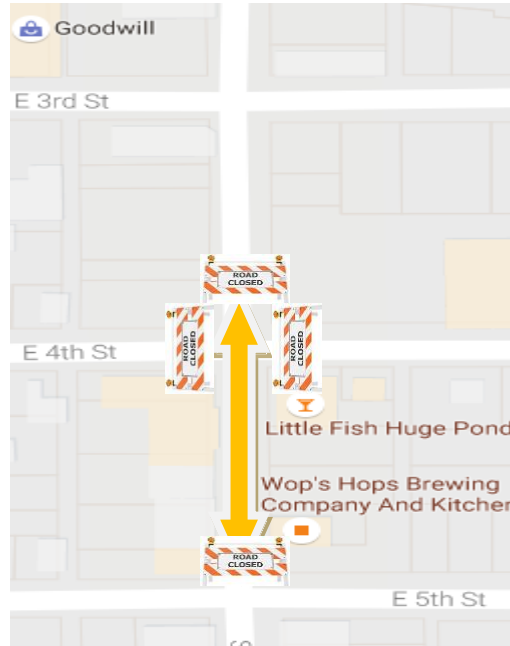 Goodwill
E 3rd St
ROAD
CLOSED
ROAD
CLOSED
ROAD
CLOSED
E 4th St
Little Fish Huge Pond
Wop's Hops Brewing
Company And Kitchen
ROAD
CLOSED
E 5th St